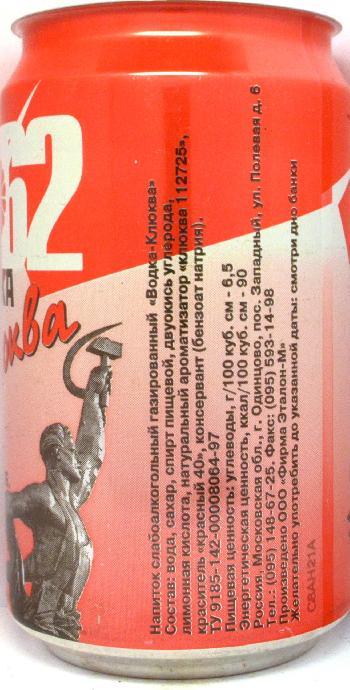 62
ква
Напиток слабоалкогольный газированный «Водка-Клюква»
Состав: вода, сахар, спирт пищевой, двуокись углерода,
лимонная кислота, натуральный ароматизатор «клюква 112725»,
краситель «красный 40», консервант (бензоат натрия).
ТУ 9185-142-00008064-97
Пищевая ценность: углеводы, г/100 куб. см - 6,5
Энергетическая ценность, ккал/100 куб. см - 90
Россия, Московская обл., г. Одинцово, пос. Западный, ул. Полевая д. 6
Тел.: (095) 148-67-25. Факс: (095) 593-14-98
Произведено ООО «Фирма Эталон-М»
Желательно употребить до указанной даты: смотри дно банки
CBAH21A